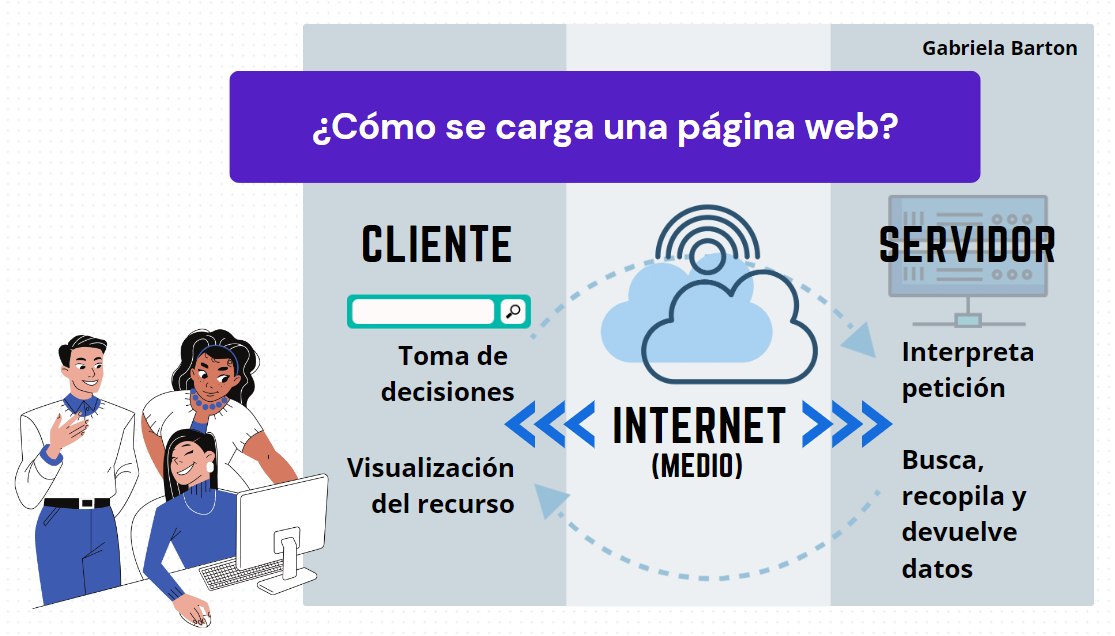 Gabriela Barton
¿Cómo se carga una página web?
CLIENTE
Toma de
decisiones
Visualización
del recurso
INTERNET
(MEDIO)
SERVIDOR
Interpreta
petición
Busca,
recopila y
devuelve
datos